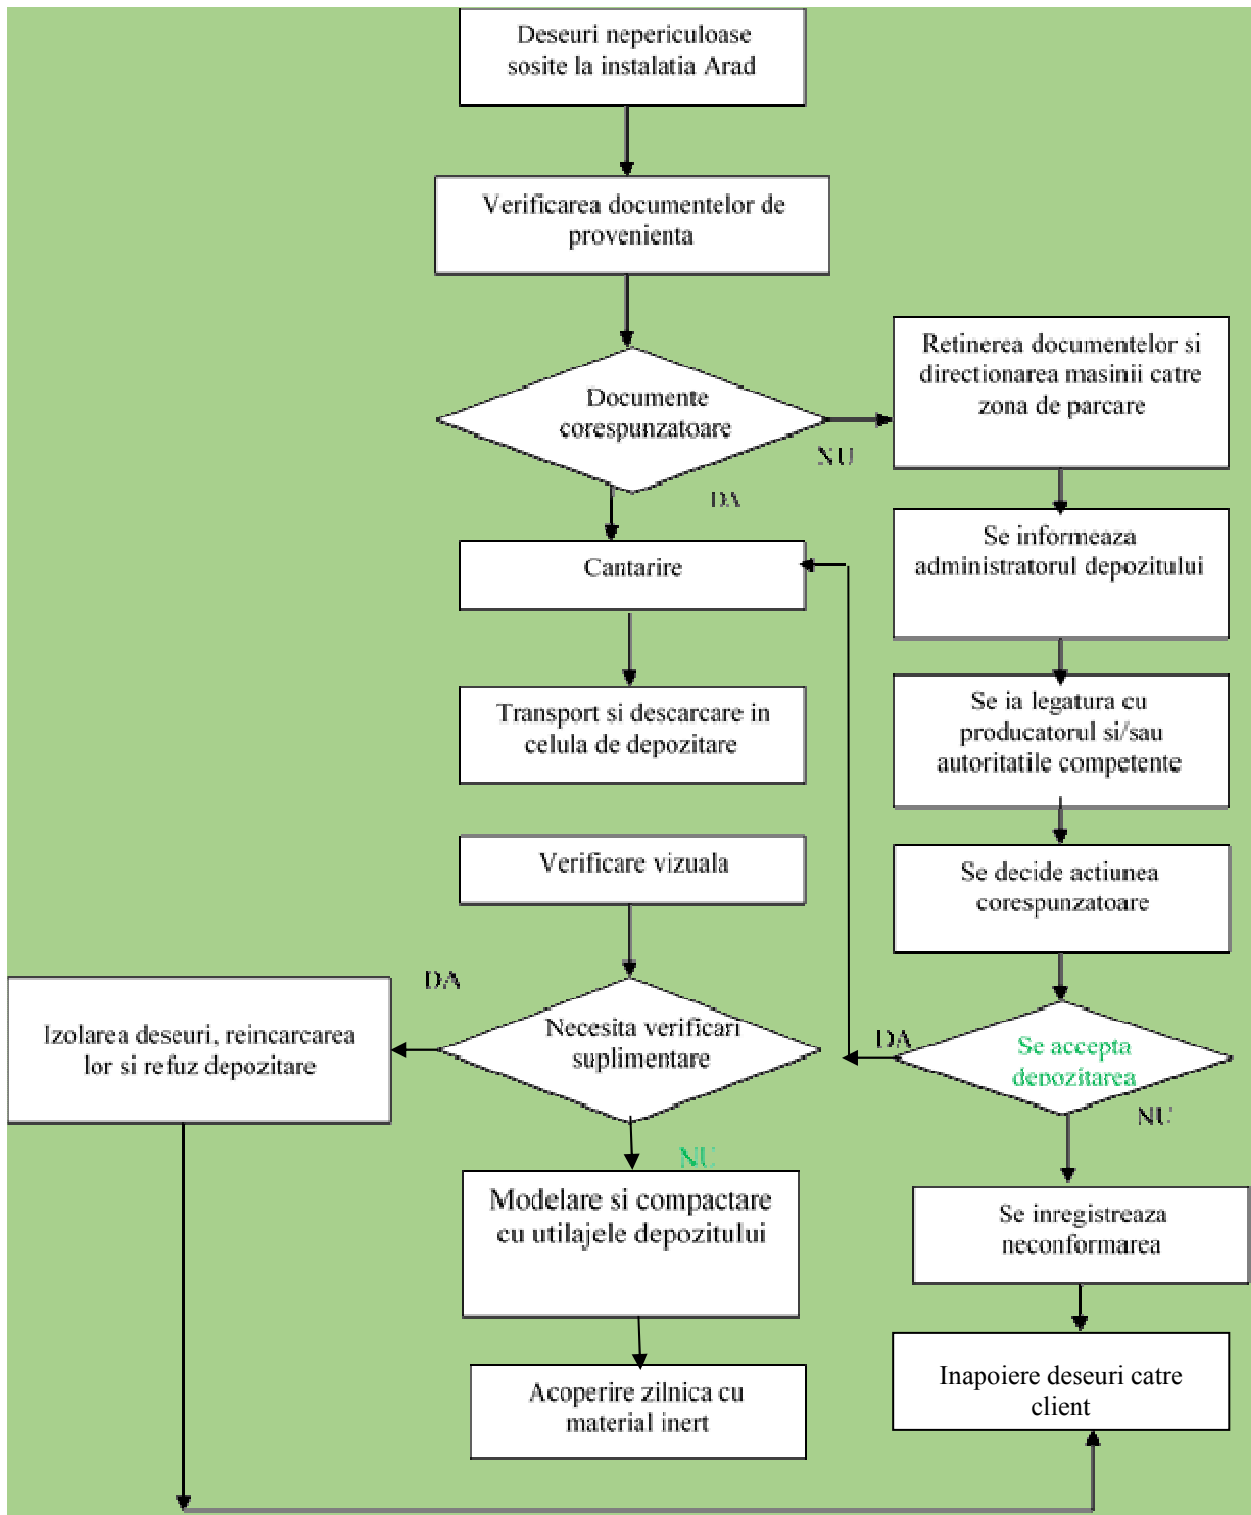 Deseuri nepericuloase
sosite la instalatia Arad
Verificarea documentelor de
provenienta
Documente
corespunzatoare
NU
DA
Retinerea documentelor si
directionarea masinii catre
zona de parcare
Se informeaza
administratorul depozitului
Se ia legatura cu
producatorul si/sau
autoritatile competente
Se decide actiunea
corespunzatoare
Se accepta
depozitarea
DA
NU
Se inregistreaza
neconformarea
Inapoiere deseuri catre
client
Cantarire
Transport si descarcare in
celula de depozitare
Verificare vizuala
Necesita verificari
suplimentare
DA
Izolarea deseuri, reincarcarea
lor si refuz depozitare
NU
Modelare si compactare
cu utilajele depozitului
Acoperire zilnica cu
material inert